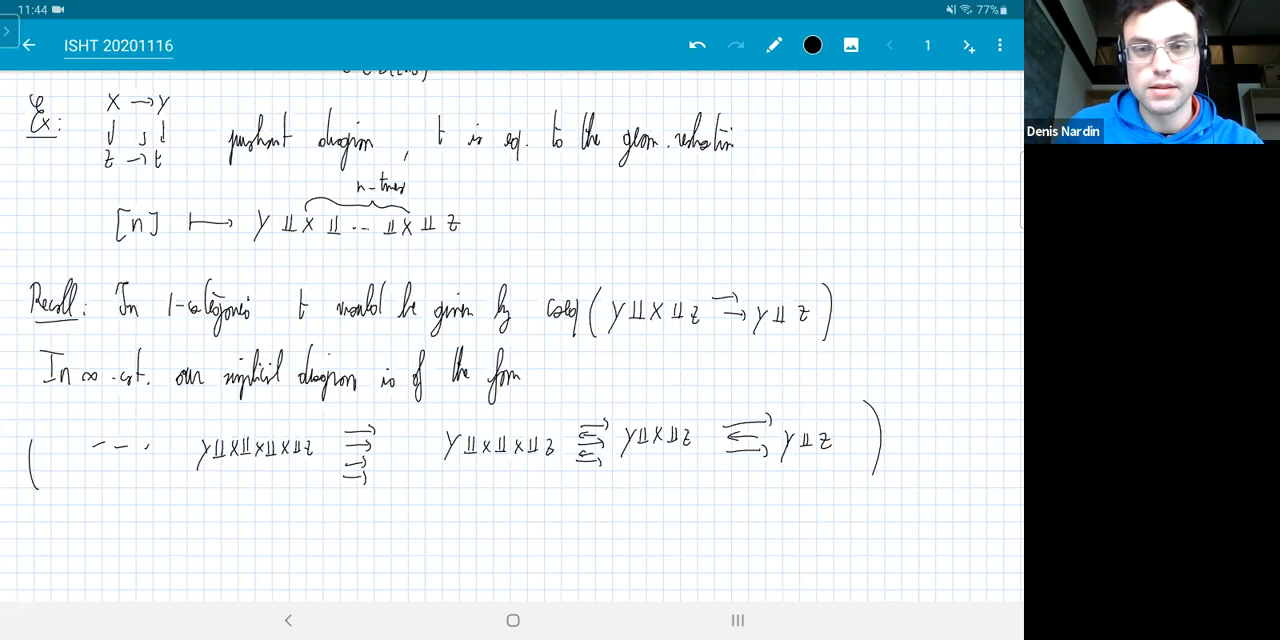 11:44
77%
ISHT 20201116
1
Denis Nardin
Ex: X → Y
↓ ↓
Z → t
pushout diagram, t is eq. to the geom. realization
n-times
[n] ↦ Y ⨿ X ⨿ ... ⨿ X ⨿ Z
Recall: In 1-categories t would be given by coeq( Y ⨿ X ⨿ Z ⇉ Y ⨿ Z )
In ∞-cat. our simplicial diagram is of the form
( --- Y⨿X⨿X⨿X⨿Z Y⨿X⨿X⨿Z Y⨿X⨿Z Y⨿Z )